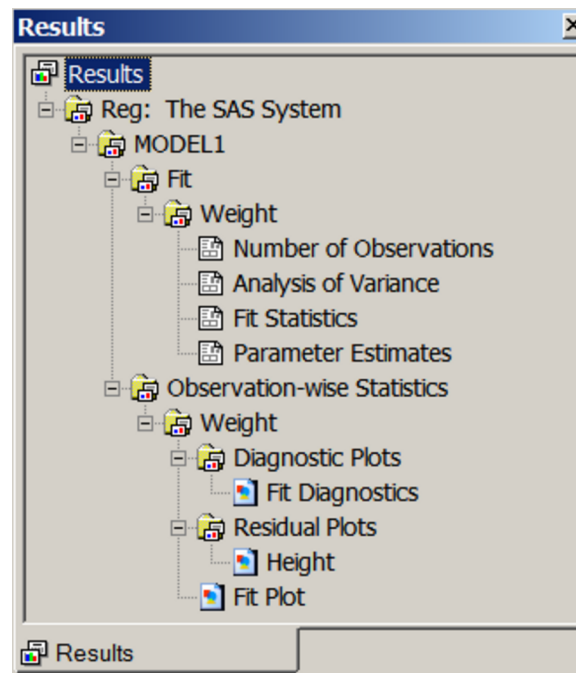 Results
Results
Reg: The SAS System
MODEL1
Fit
Weight
Number of Observations
Analysis of Variance
Fit Statistics
Parameter Estimates
Observation-wise Statistics
Weight
Diagnostic Plots
Fit Diagnostics
Residual Plots
Height
Fit Plot
Results